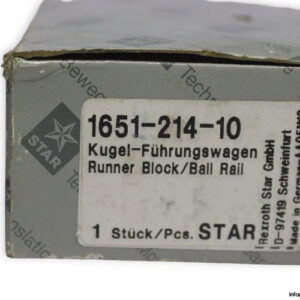 1651-214-10
Kugel-Führungswagen
Runner Block/Ball Rail
1 Stück/Pcs. STAR
Rexroth Star GmbH
D-97419 Schweinfurt
Made in Germany
STAR